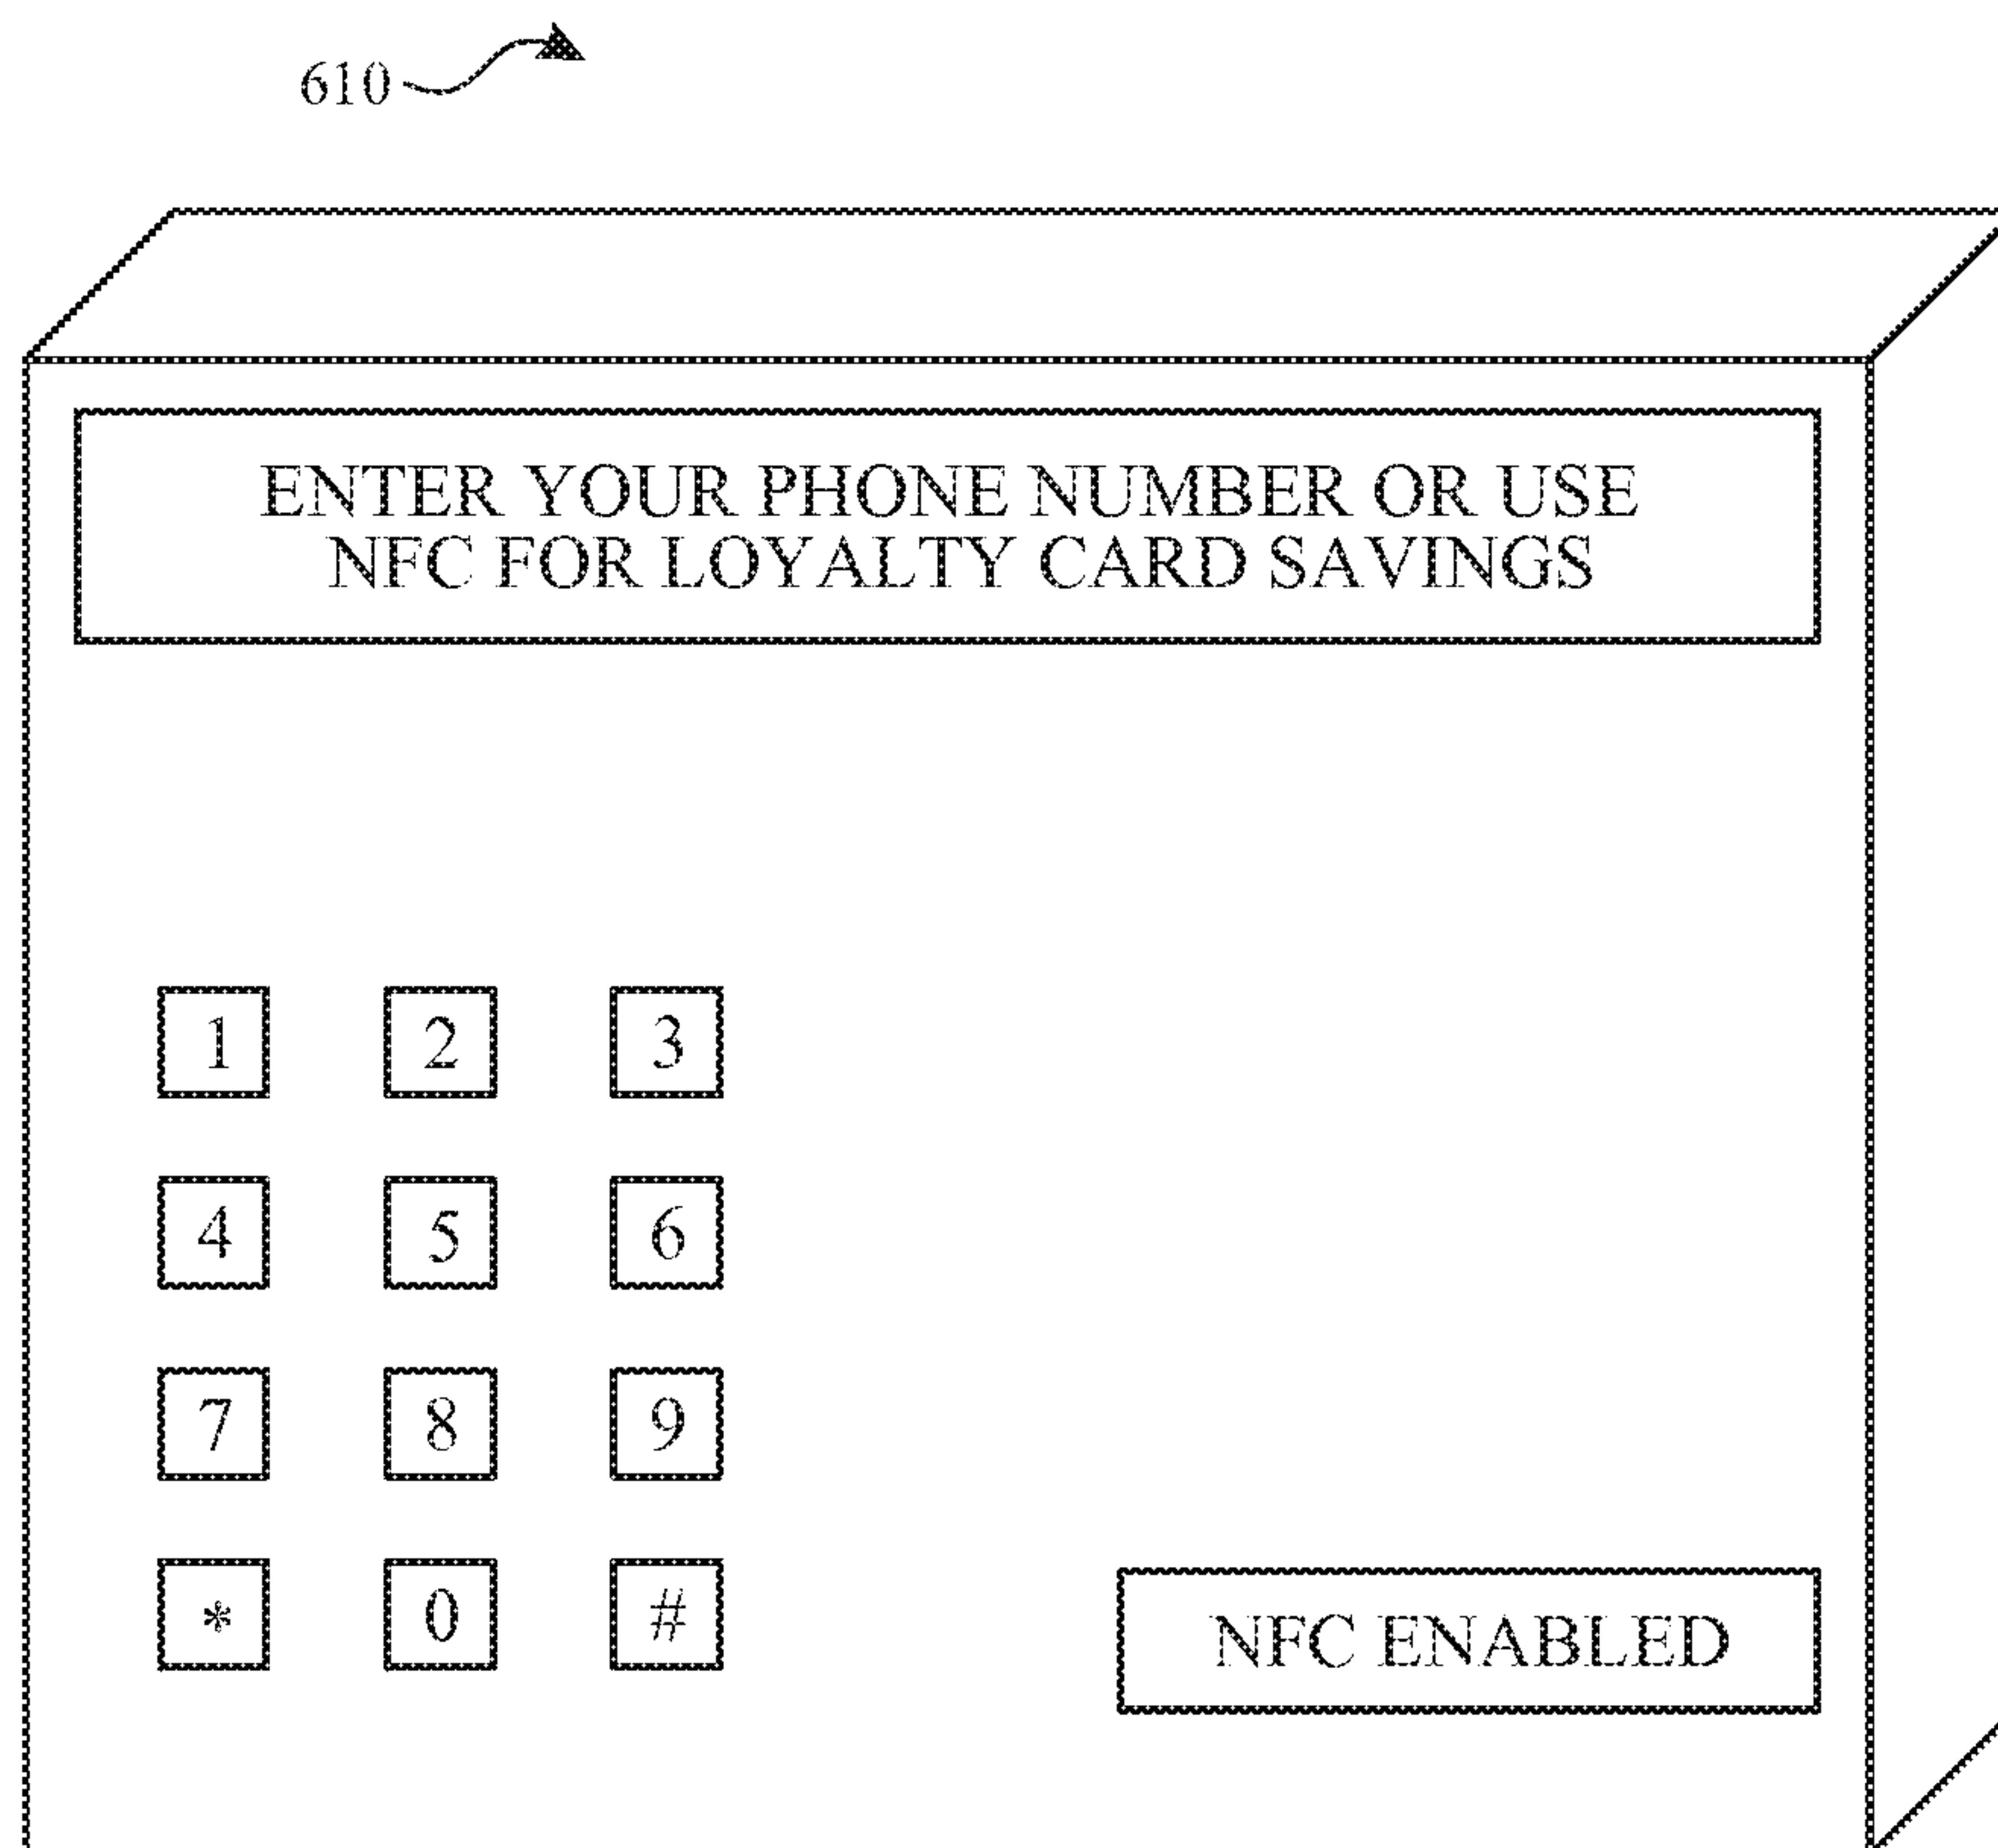 610
ENTER YOUR PHONE NUMBER OR USE
NFC FOR LOYALTY CARD SAVINGS
1 2 3
4 5 6
7 8 9
* 0 #
NFC ENABLED